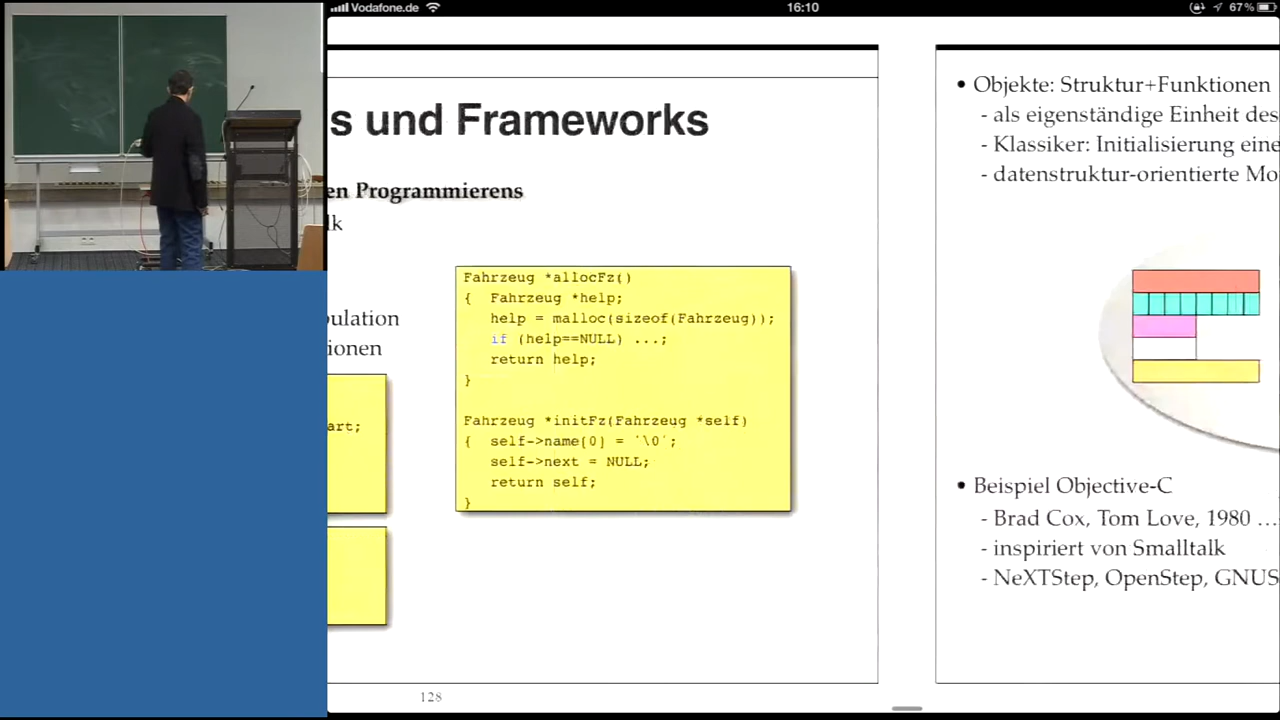 Vodafone.de
16:10
67%
s und Frameworks
en Programmierens
lk
pulation
ionen
art;
Fahrzeug *allocFz()
{ Fahrzeug *help;
help = malloc(sizeof(Fahrzeug));
if (help==NULL) ...;
return help;
}
Fahrzeug *initFz(Fahrzeug *self)
{ self->name[0] = ´\0´;
self->next = NULL;
return self;
}
128
• Objekte: Struktur+Funktionen
- als eigenständige Einheit des
- Klassiker: Initialisierung eine
- datenstruktur-orientierte Mo
• Beispiel Objective-C
- Brad Cox, Tom Love, 1980 ...
- inspiriert von Smalltalk
- NeXTStep, OpenStep, GNUS